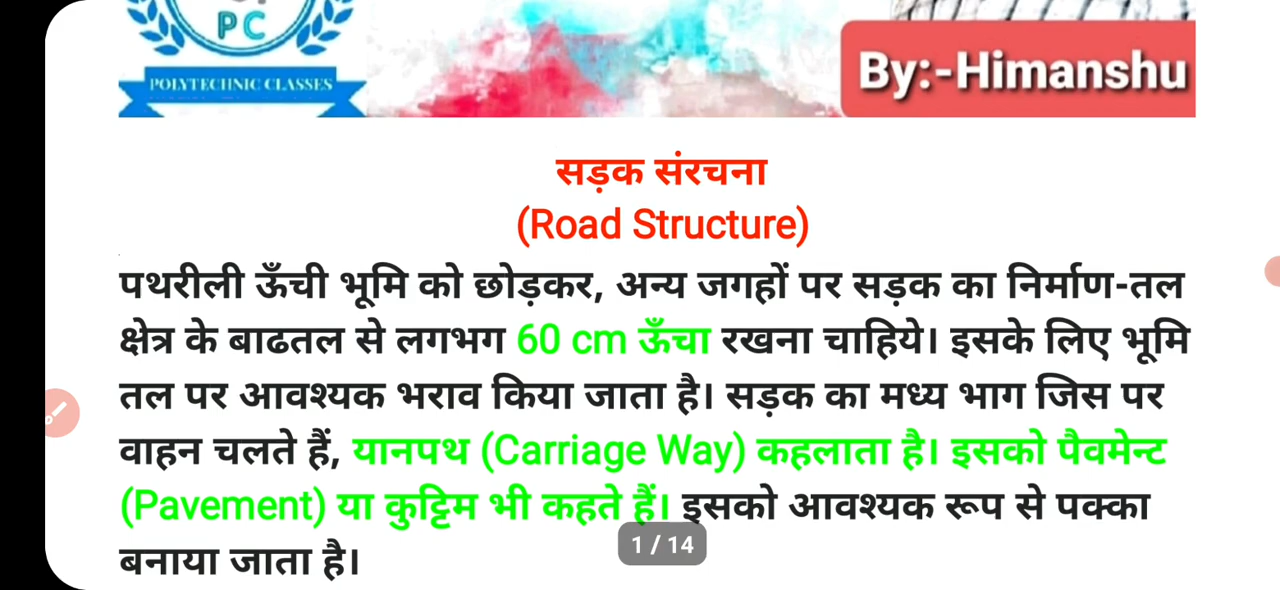 PC
POLYTECHNIC CLASSES
By:-Himanshu
सड़क संरचना
(Road Structure)
पथरीली ऊँची भूमि को छोड़कर, अन्य जगहों पर सड़क का निर्माण-तल
क्षेत्र के बाढतल से लगभग 60 cm ऊँचा रखना चाहिये। इसके लिए भूमि
तल पर आवश्यक भराव किया जाता है। सड़क का मध्य भाग जिस पर
वाहन चलते हैं, यानपथ (Carriage Way) कहलाता है। इसको पैवमेन्ट
(Pavement) या कुट्टिम भी कहते हैं। इसको आवश्यक रूप से पक्का
बनाया जाता है।
1 / 14